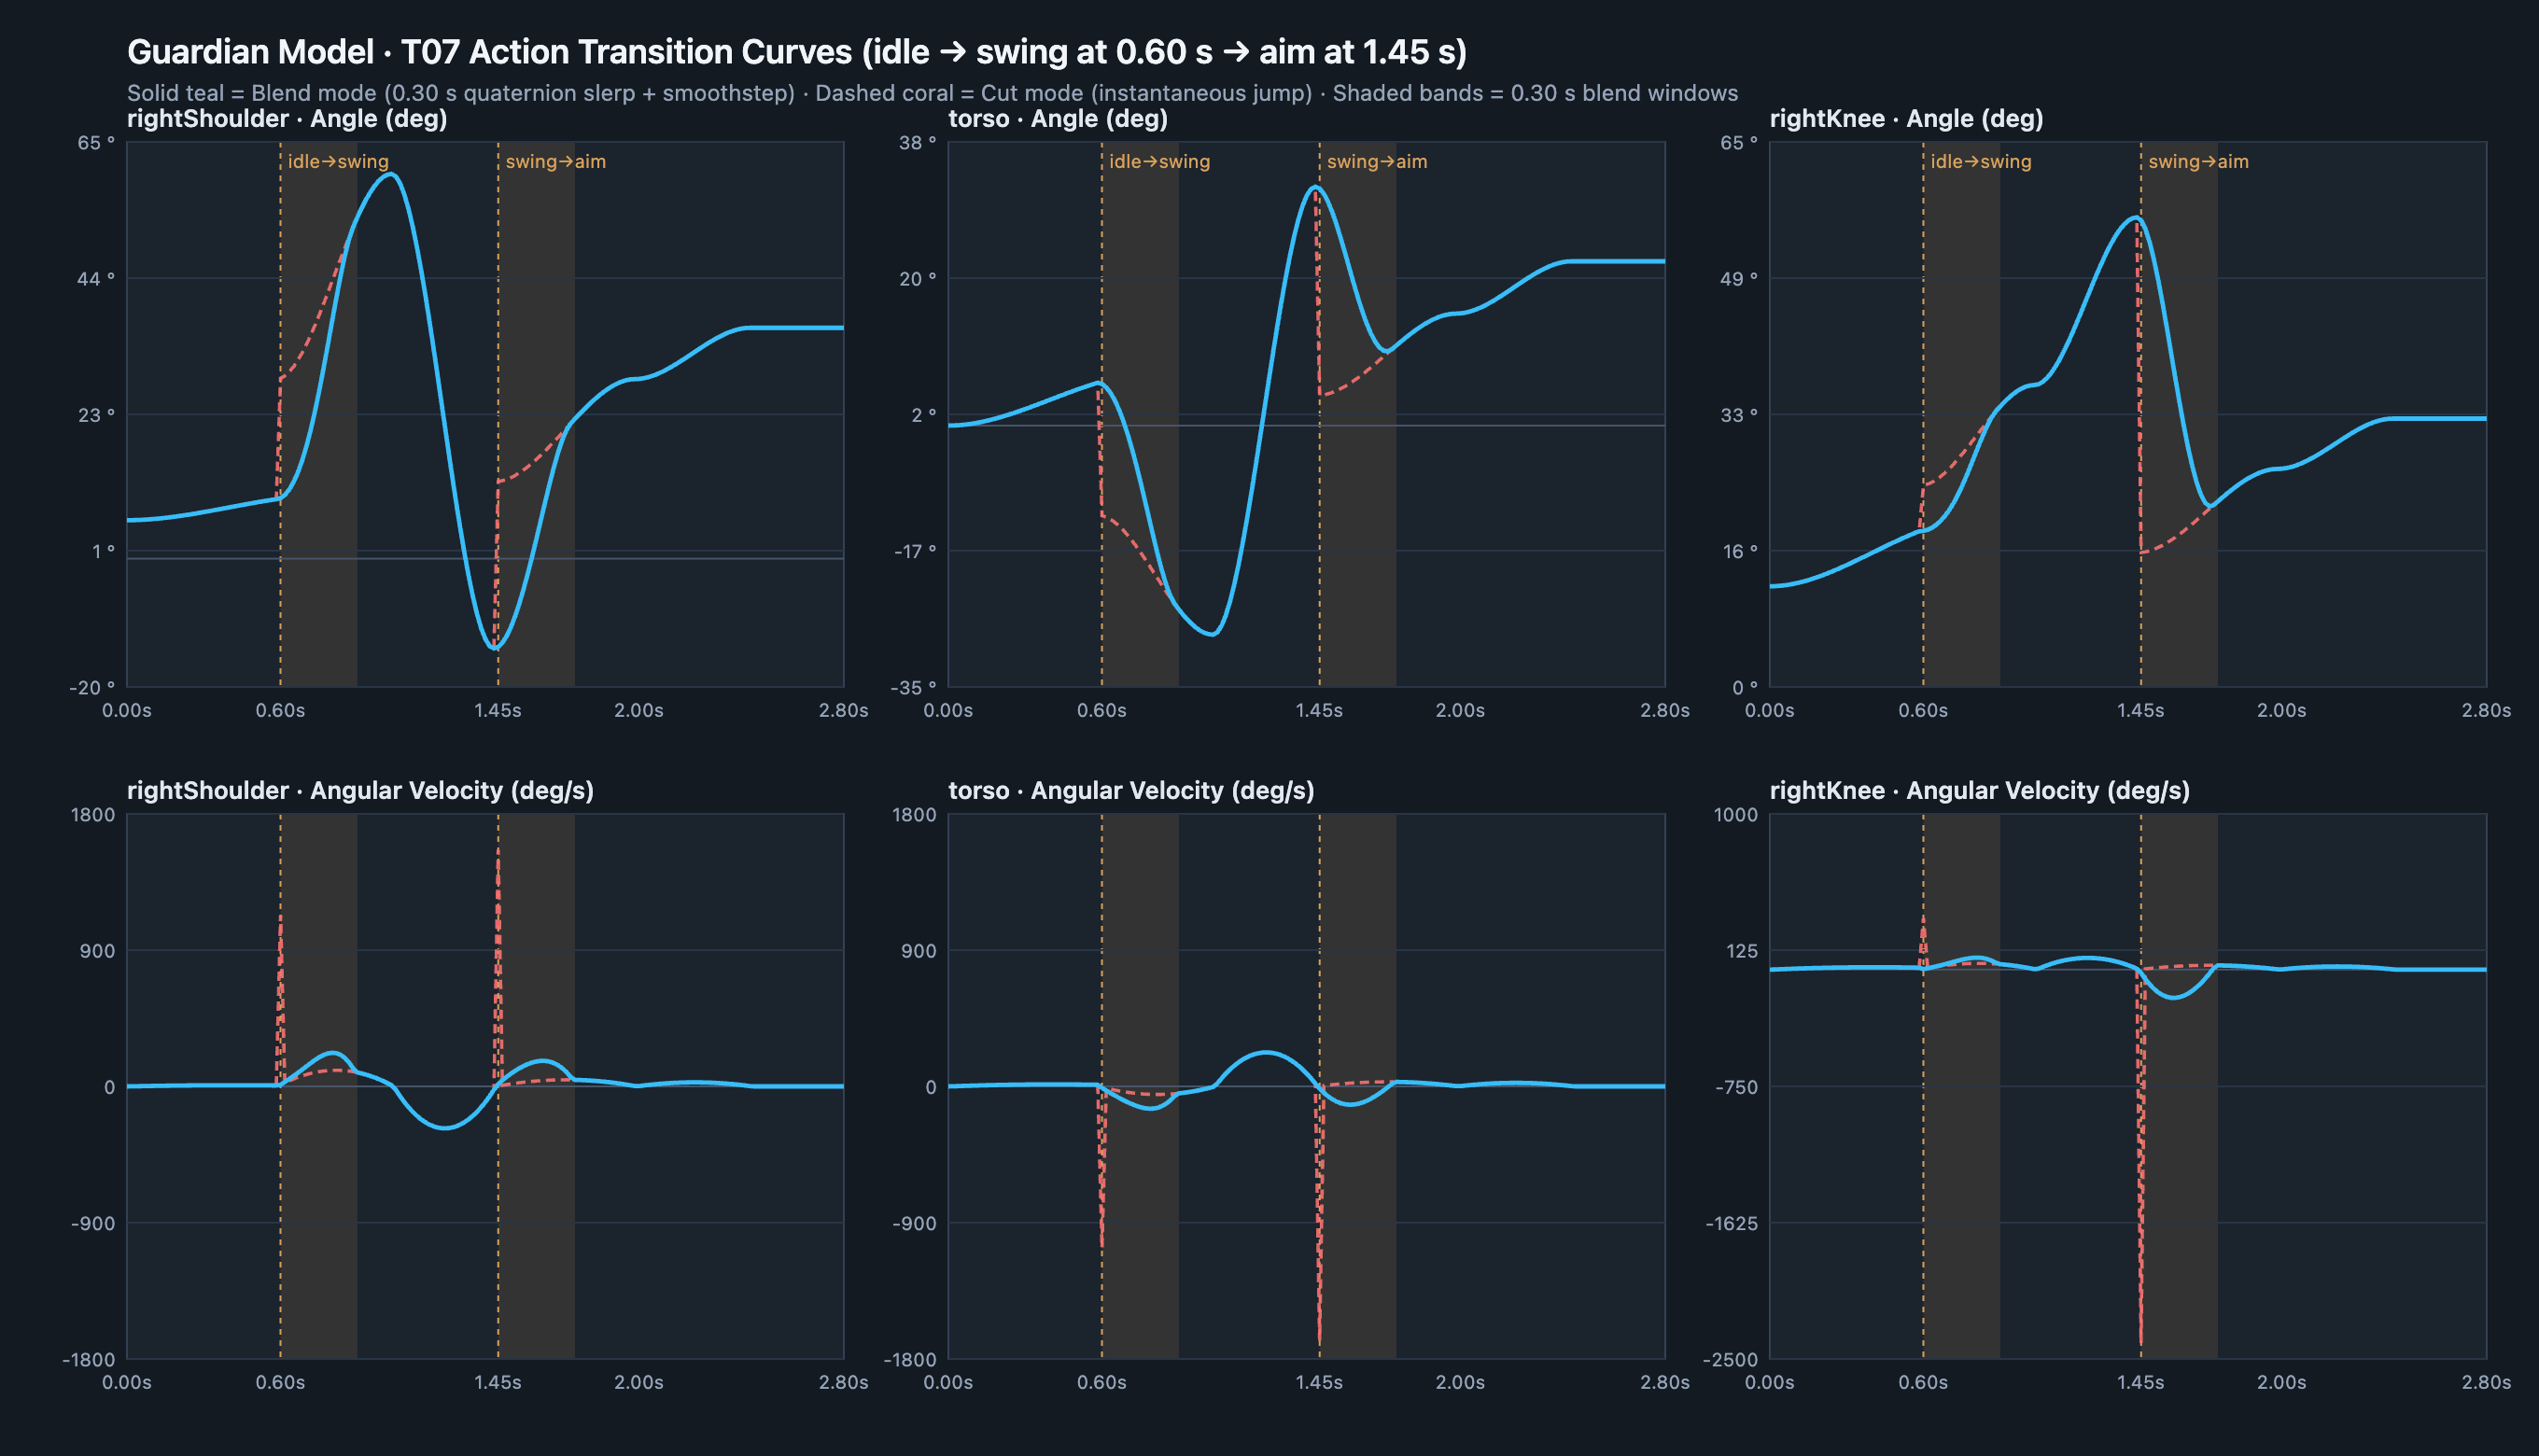 Guardian Model · T07 Action Transition Curves (idle → swing at 0.60 s → aim at 1.45 s)
Solid teal = Blend mode (0.30 s quaternion slerp + smoothstep) · Dashed coral = Cut mode (instantaneous jump) · Shaded bands = 0.30 s blend windows
rightShoulder · Angle (deg)
65 °
44 °
23 °
1 °
-20 °
idle→swing
swing→aim
0.00s 0.60s 1.45s 2.00s 2.80s
torso · Angle (deg)
38 °
20 °
2 °
-17 °
-35 °
idle→swing
swing→aim
0.00s 0.60s 1.45s 2.00s 2.80s
rightKnee · Angle (deg)
65 °
49 °
33 °
16 °
0 °
idle→swing
swing→aim
0.00s 0.60s 1.45s 2.00s 2.80s
rightShoulder · Angular Velocity (deg/s)
1800
900
0
-900
-1800
0.00s 0.60s 1.45s 2.00s 2.80s
torso · Angular Velocity (deg/s)
1800
900
0
-900
-1800
0.00s 0.60s 1.45s 2.00s 2.80s
rightKnee · Angular Velocity (deg/s)
1000
125
-750
-1625
-2500
0.00s 0.60s 1.45s 2.00s 2.80s